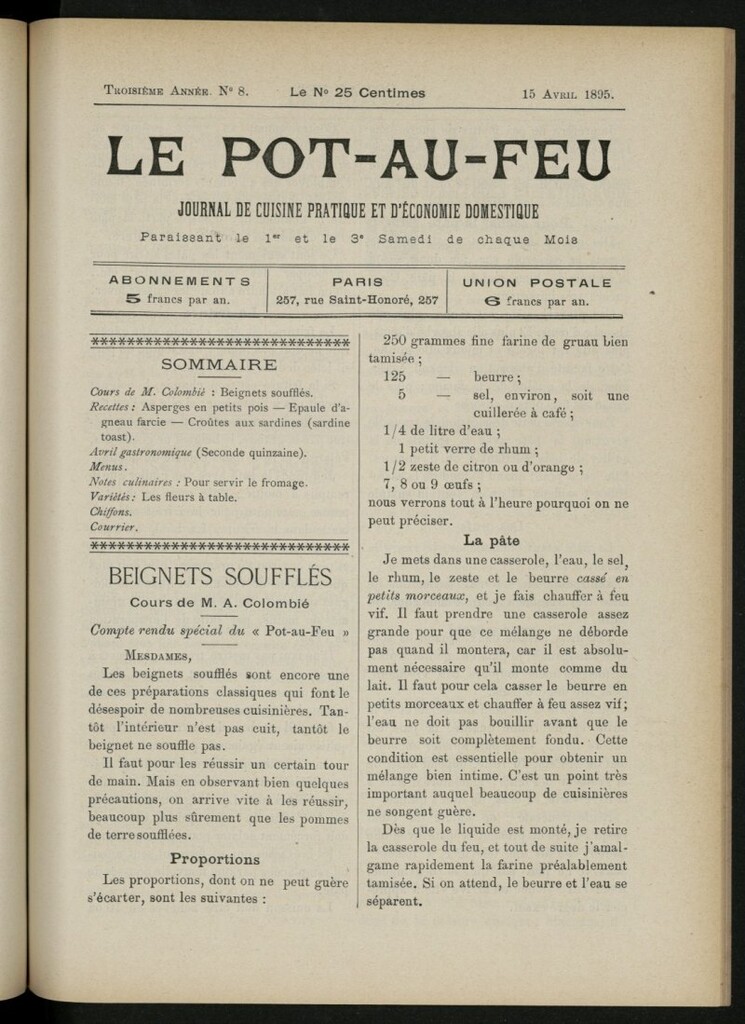 TROISIÈME ANNÉE. N° 8. Le N° 25 Centimes 15 AVRIL 1895.
LE POT-AU-FEU
JOURNAL DE CUISINE PRATIQUE ET D'ÉCONOMIE DOMESTIQUE
Paraissant le 1er et le 3e Samedi de chaque Mois
ABONNEMENTS
5 francs par an.
PARIS
257, rue Saint-Honoré, 257
UNION POSTALE
6 francs par an.
SOMMAIRE
Cours de M. Colombié : Beignets soufflés.
Recettes : Asperges en petits pois — Epaule d'a-
gneau farcie — Croûtes aux sardines (sardine
toast).
Avril gastronomique (Seconde quinzaine).
Menus.
Notes culinaires : Pour servir le fromage.
Variétés : Les fleurs à table.
Chiffons.
Courrier.
BEIGNETS SOUFFLÉS
Cours de M. A. Colombié
Compte rendu spécial du « Pot-au-Feu »
MESDAMES,
Les beignets soufflés sont encore une
de ces préparations classiques qui font le
désespoir de nombreuses cuisinières. Tan-
tôt l'intérieur n'est pas cuit, tantôt le
beignet ne souffle pas.
Il faut pour les réussir un certain tour
de main. Mais en observant bien quelques
précautions, on arrive vite à les réussir,
beaucoup plus sûrement que les pommes
de terre soufflées.
Proportions
Les proportions, dont on ne peut guère
s'écarter, sont les suivantes :
250 grammes fine farine de gruau bien
tamisée ;
125 — beurre ;
5 — sel, environ, soit une
cuillerée à café ;
1/4 de litre d'eau ;
1 petit verre de rhum ;
1/2 zeste de citron ou d'orange ;
7, 8 ou 9 œufs ;
nous verrons tout à l'heure pourquoi on ne
peut préciser.
La pâte
Je mets dans une casserole, l'eau, le sel,
le rhum, le zeste et le beurre cassé en
petits morceaux, et je fais chauffer à feu
vif. Il faut prendre une casserole assez
grande pour que ce mélange ne déborde
pas quand il montera, car il est absolu-
ment nécessaire qu'il monte comme du
lait. Il faut pour cela casser le beurre en
petits morceaux et chauffer à feu assez vif ;
l'eau ne doit pas bouillir avant que le
beurre soit complètement fondu. Cette
condition est essentielle pour obtenir un
mélange bien intime. C'est un point très
important auquel beaucoup de cuisinières
ne songent guère.
Dès que le liquide est monté, je retire
la casserole du feu, et tout de suite j'amal-
game rapidement la farine préalablement
tamisée. Si on attend, le beurre et l'eau se
séparent.